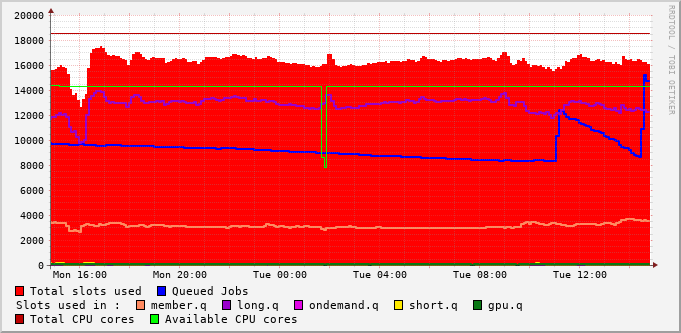 20000
18000
16000
14000
12000
10000
8000
6000
4000
2000
0
Mon 16:00 Mon 20:00 Tue 00:00 Tue 04:00 Tue 08:00 Tue 12:00
Total slots used Queued Jobs
Slots used in : member.q long.q ondemand.q short.q gpu.q
Total CPU cores Available CPU cores
RRDTOOL / TOBI OETIKER